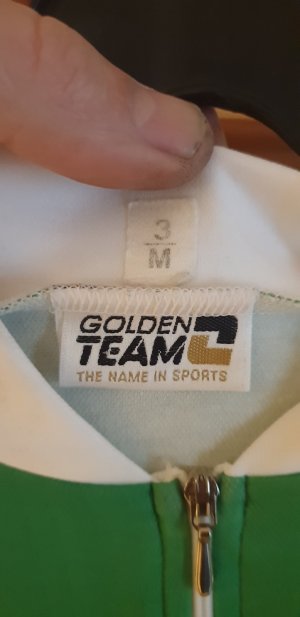 3
M
GOLDEN
TEAM
THE NAME IN SPORTS